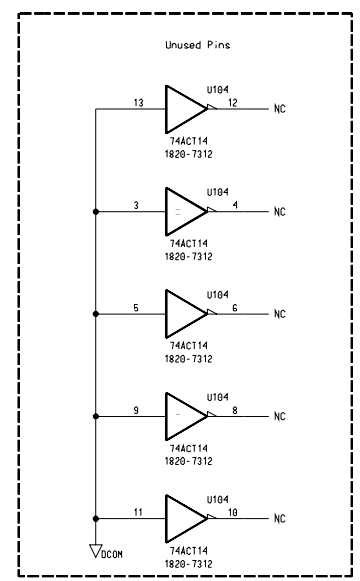 Unused Pins
U104
13 12 NC
74ACT14
1820-7312
U104
3 4 NC
74ACT14
1820-7312
U104
5 6 NC
74ACT14
1820-7312
U104
9 8 NC
74ACT14
1820-7312
U104
11 10 NC
DCOM
74ACT14
1820-7312